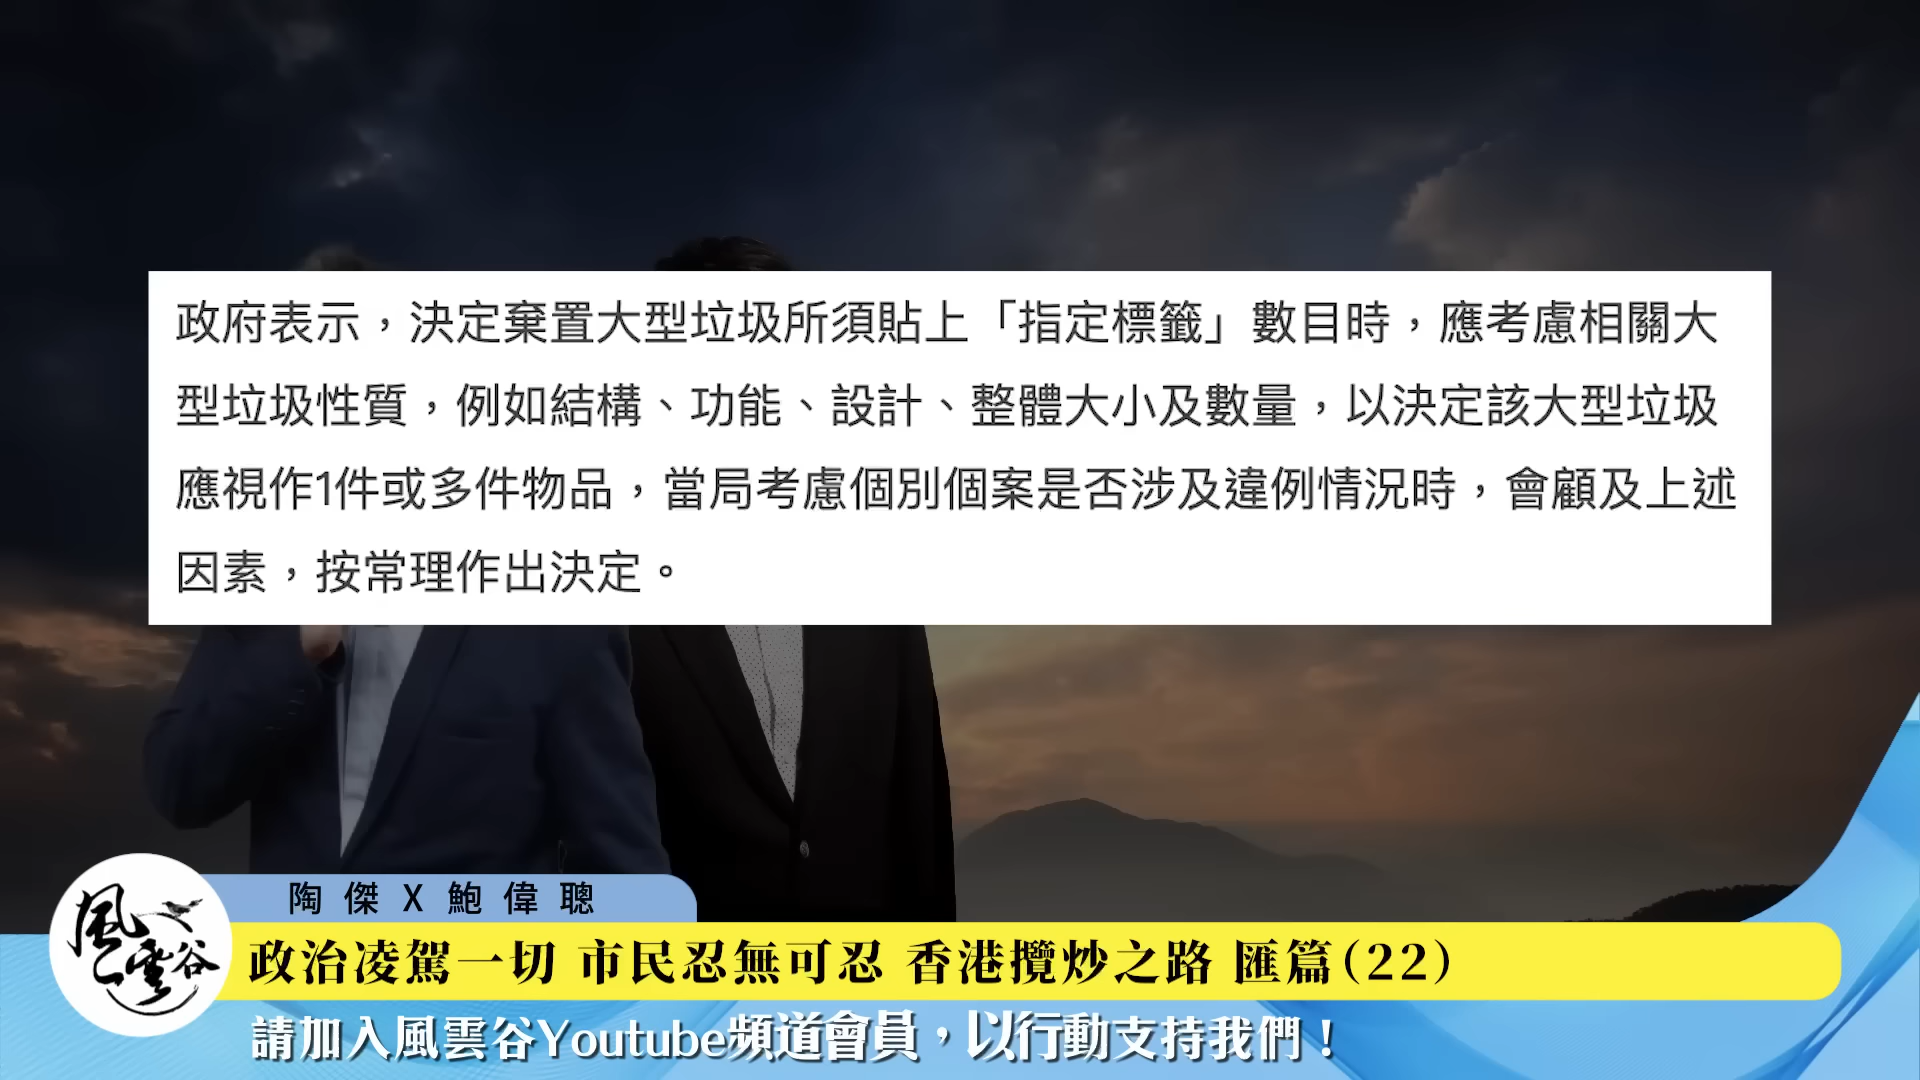 政府表示，決定棄置大型垃圾所須貼上「指定標籤」數目時，應考慮相關大
型垃圾性質，例如結構、功能、設計、整體大小及數量，以決定該大型垃圾
應視作1件或多件物品，當局考慮個別個案是否涉及違例情況時，會顧及上述
因素，按常理作出決定。
陶傑X鮑偉聰
風雲谷
政治凌駕一切 市民忍無可忍 香港攬炒之路 匯篇(22)
請加入風雲谷Youtube頻道會員，以行動支持我們！